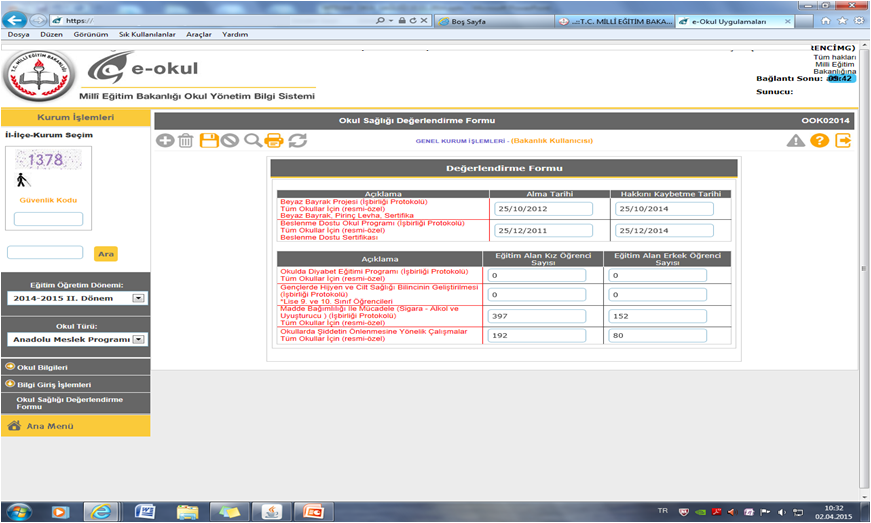 https://
Boş Sayfa
..::T.C. MİLLİ EĞİTİM BAKA...
e-Okul Uygulamaları
Dosya Düzen Görünüm Sık Kullanılanlar Araçlar Yardım
e-okul
Millî Eğitim Bakanlığı Okul Yönetim Bilgi Sistemi
RENCİMG)
Tüm hakları
Milli Eğitim
Bakanlığına
Bağlantı Sonu: 09:42
Sunucu:
Kurum İşlemleri
İl-İlçe-Kurum Seçim
1378
Güvenlik Kodu
Ara
Eğitim Öğretim Dönemi:
2014-2015 II. Dönem
Okul Türü:
Anadolu Meslek Programı
Okul Bilgileri
Bilgi Giriş İşlemleri
Okul Sağlığı Değerlendirme
Formu
Ana Menü
Okul Sağlığı Değerlendirme Formu OOK02014
GENEL KURUM İŞLEMLERİ - (Bakanlık Kullanıcısı)
Değerlendirme Formu
Açıklama Alma Tarihi Hakkını Kaybetme Tarihi
Beyaz Bayrak Projesi (İşbirliği Protokolü)
Tüm Okullar İçin (resmi-özel)
Beyaz Bayrak, Pirinç Levha, Sertifika
25/10/2012 25/10/2014
Beslenme Dostu Okul Programı (İşbirliği Protokolü)
Tüm Okullar İçin (resmi-özel)
Beslenme Dostu Sertifikası
25/12/2011 25/12/2014
Açıklama
Eğitim Alan Kız Öğrenci
Sayısı
Eğitim Alan Erkek Öğrenci
Sayısı
Okulda Diyabet Eğitimi Programı (İşbirliği Protokolü)
Tüm Okullar İçin (resmi-özel)
0 0
Gençlerde Hijyen ve Cilt Sağlığı Bilincinin Geliştirilmesi
(İşbirliği Protokolü)
*Lise 9. ve 10. Sınıf Öğrencileri
0 0
Madde Bağımlılığı İle Mücadele (Sigara - Alkol ve
Uyuşturucu ) (İşbirliği Protokolü)
Tüm Okullar İçin (resmi-özel)
397 152
Okullarda Şiddetin Önlenmesine Yönelik Çalışmalar
Tüm Okullar İçin (resmi-özel)
192 80
TR
10:32
02.04.2015